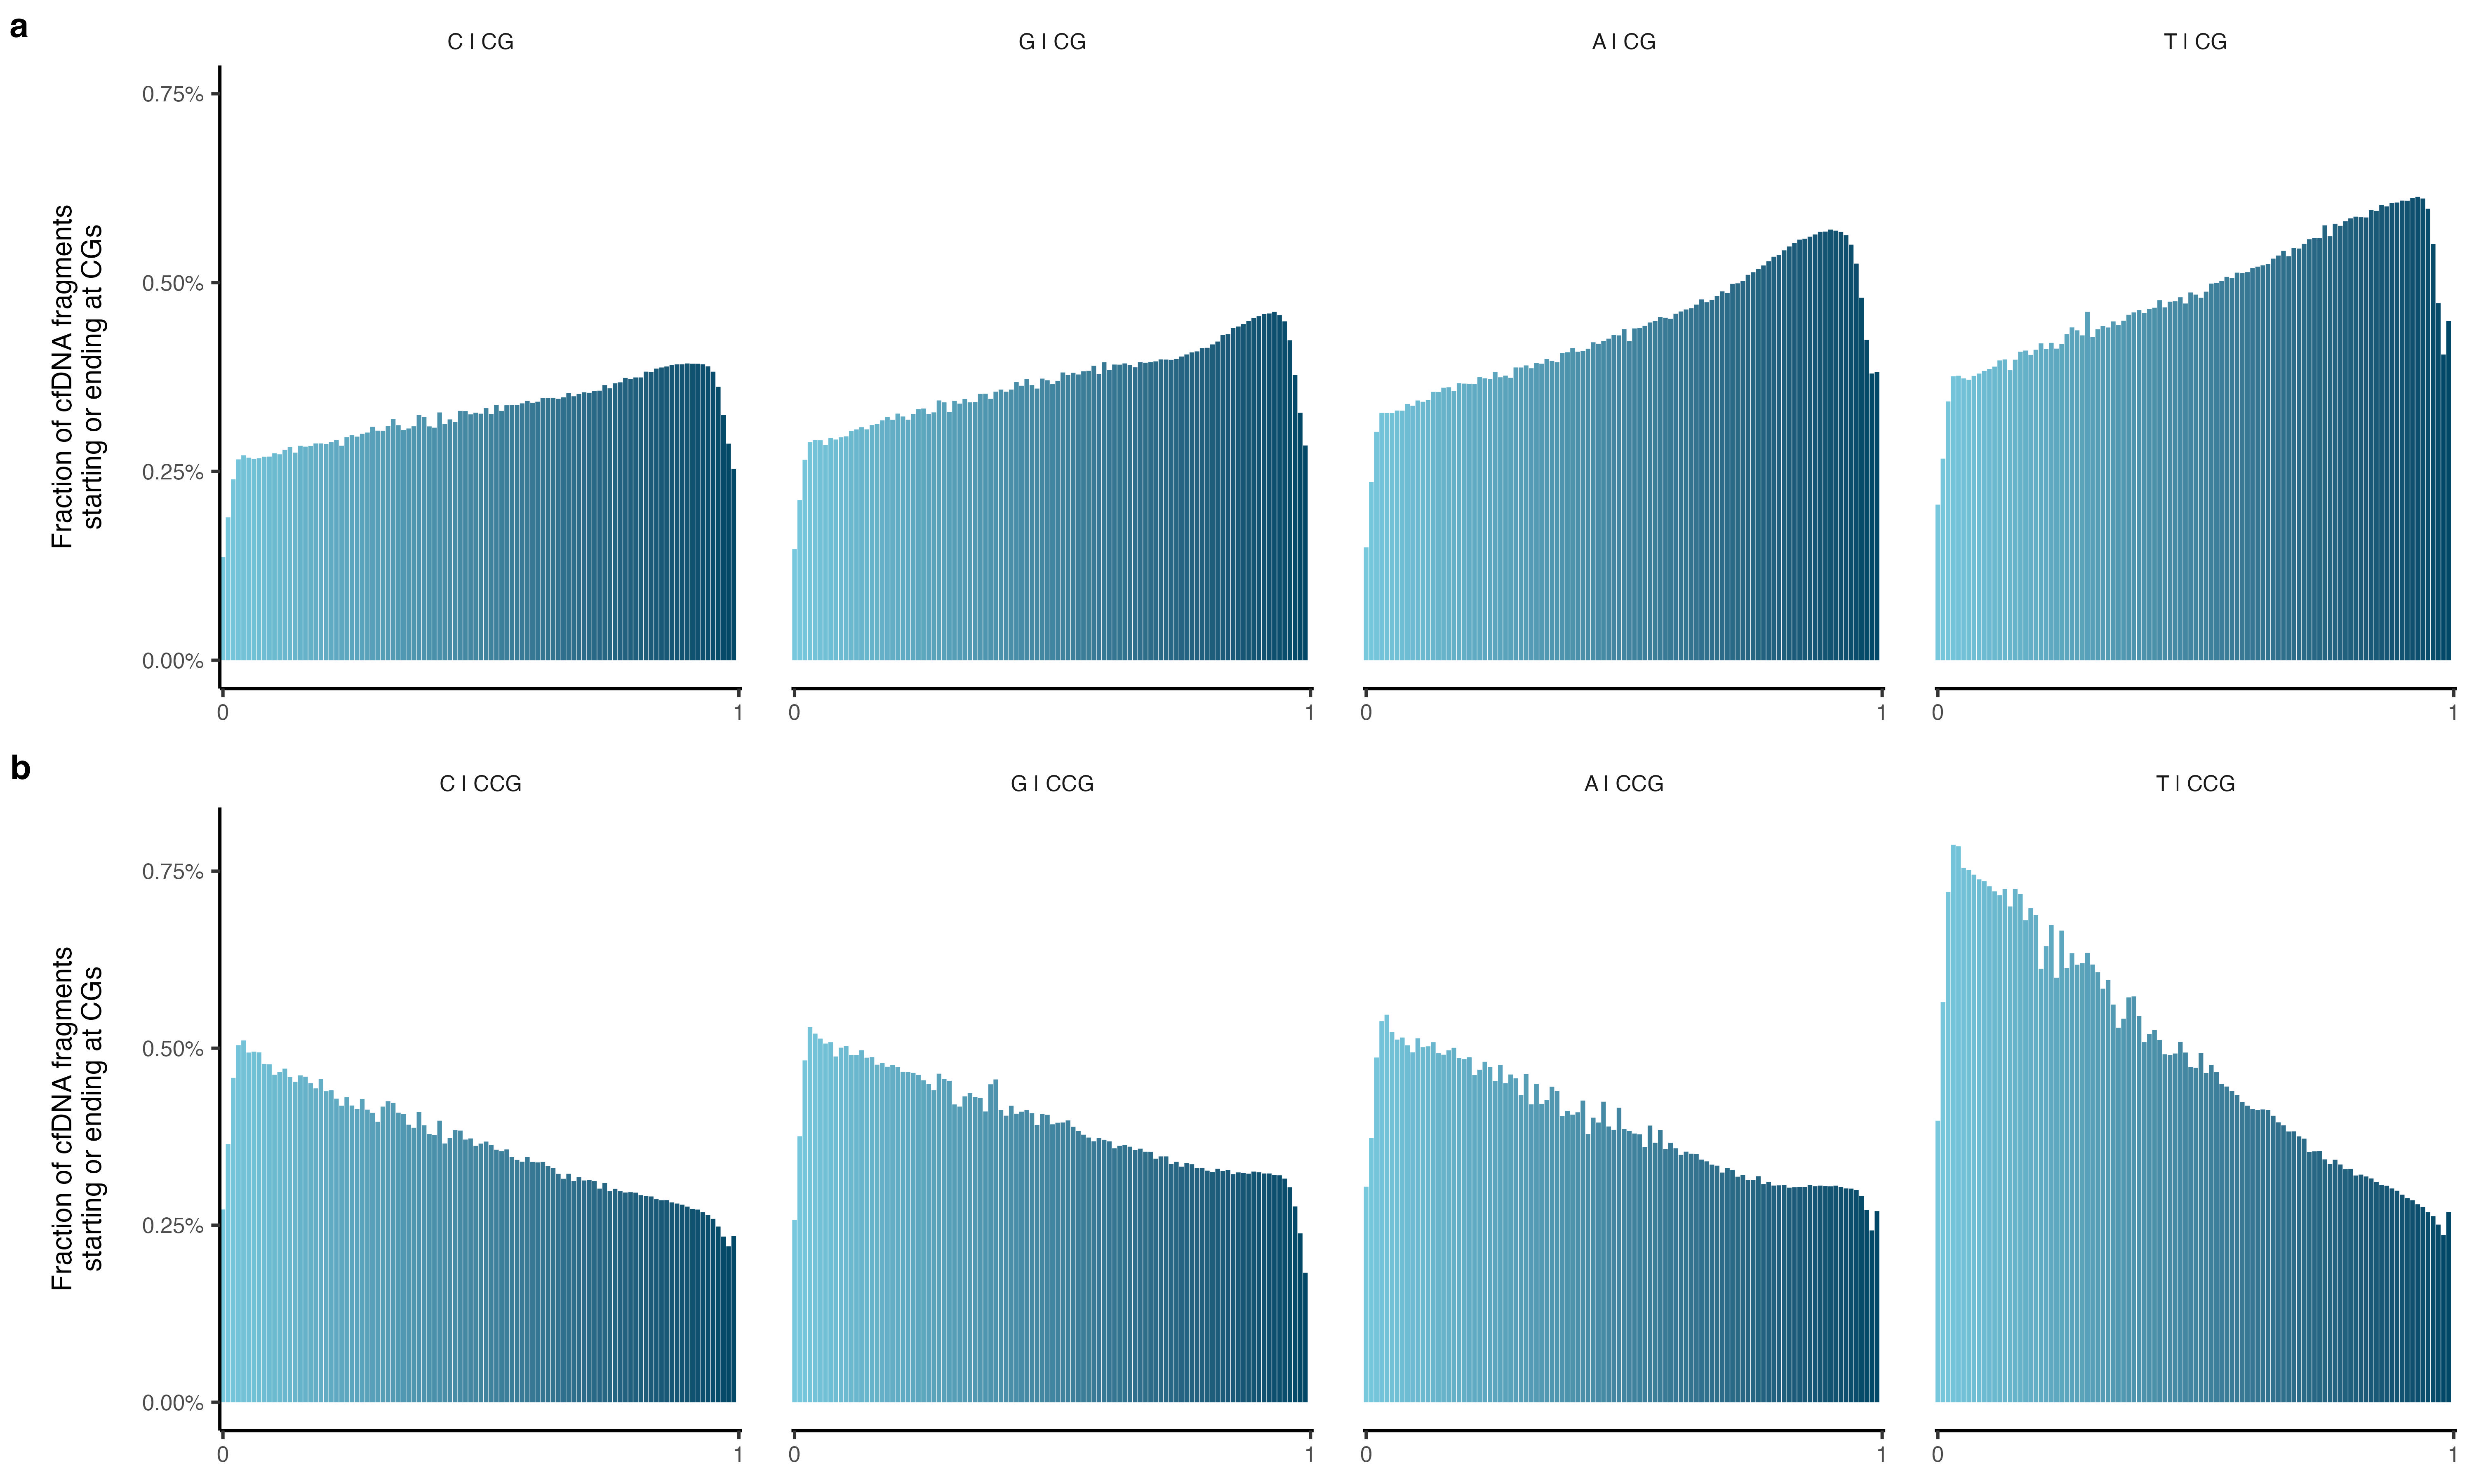 a
C | CG
G | CG
A | CG
T | CG
0.75%
0.50%
0.25%
0.00%
Fraction of cfDNA fragments
starting or ending at CGs
0
1
0
1
0
1
0
1
b
C | CCG
G | CCG
A | CCG
T | CCG
0.75%
0.50%
0.25%
0.00%
Fraction of cfDNA fragments
starting or ending at CGs
0
1
0
1
0
1
0
1